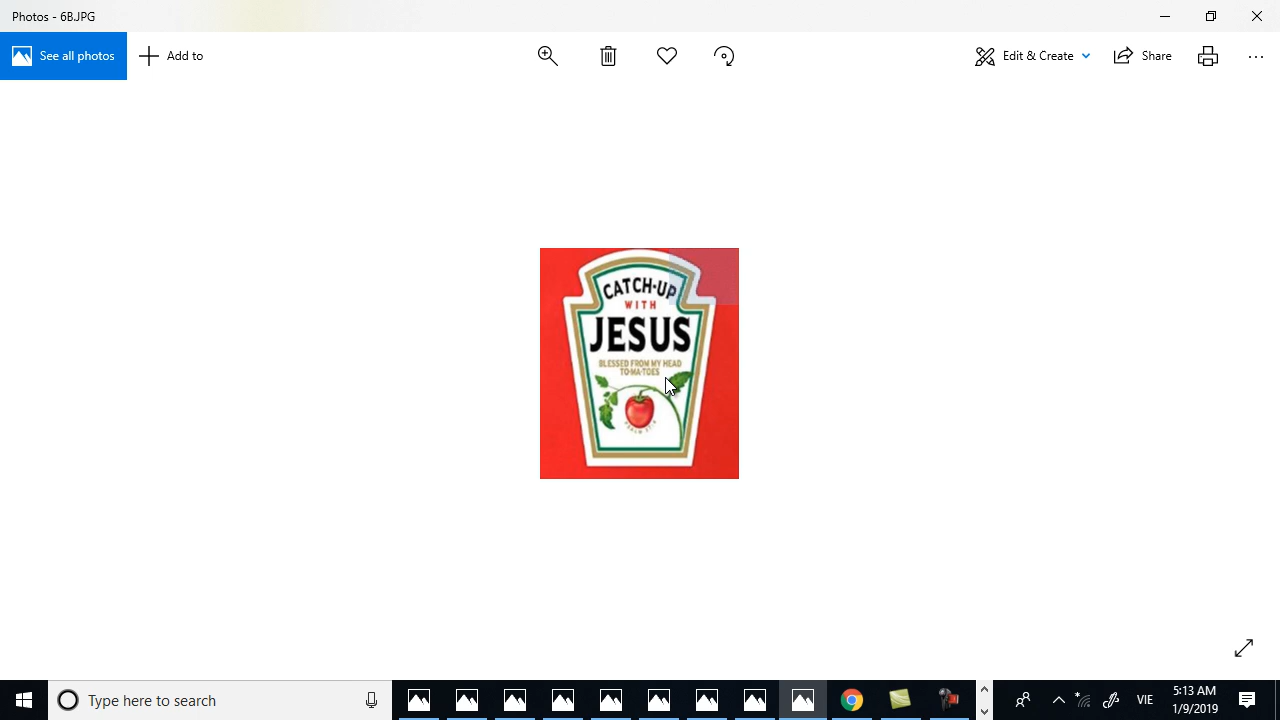 Photos - 6B.JPG
See all photos
Add to
Edit & Create
Share
CATCH-UP
WITH
JESUS
BLESSED FROM MY HEAD
TO-MA-TOES
Type here to search
VIE
5:13 AM
1/9/2019